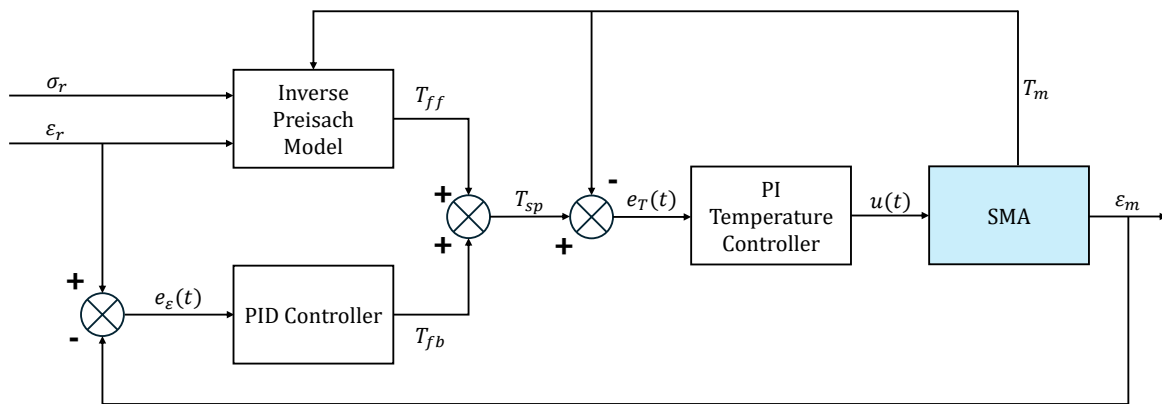 σ_r
ε_r
Inverse
Preisach
Model
T_ff
T_m
+
+
T_sp
-
+
e_T(t)
PI
Temperature
Controller
u(t)
SMA
ε_m
+
-
e_ε(t)
PID Controller
T_fb